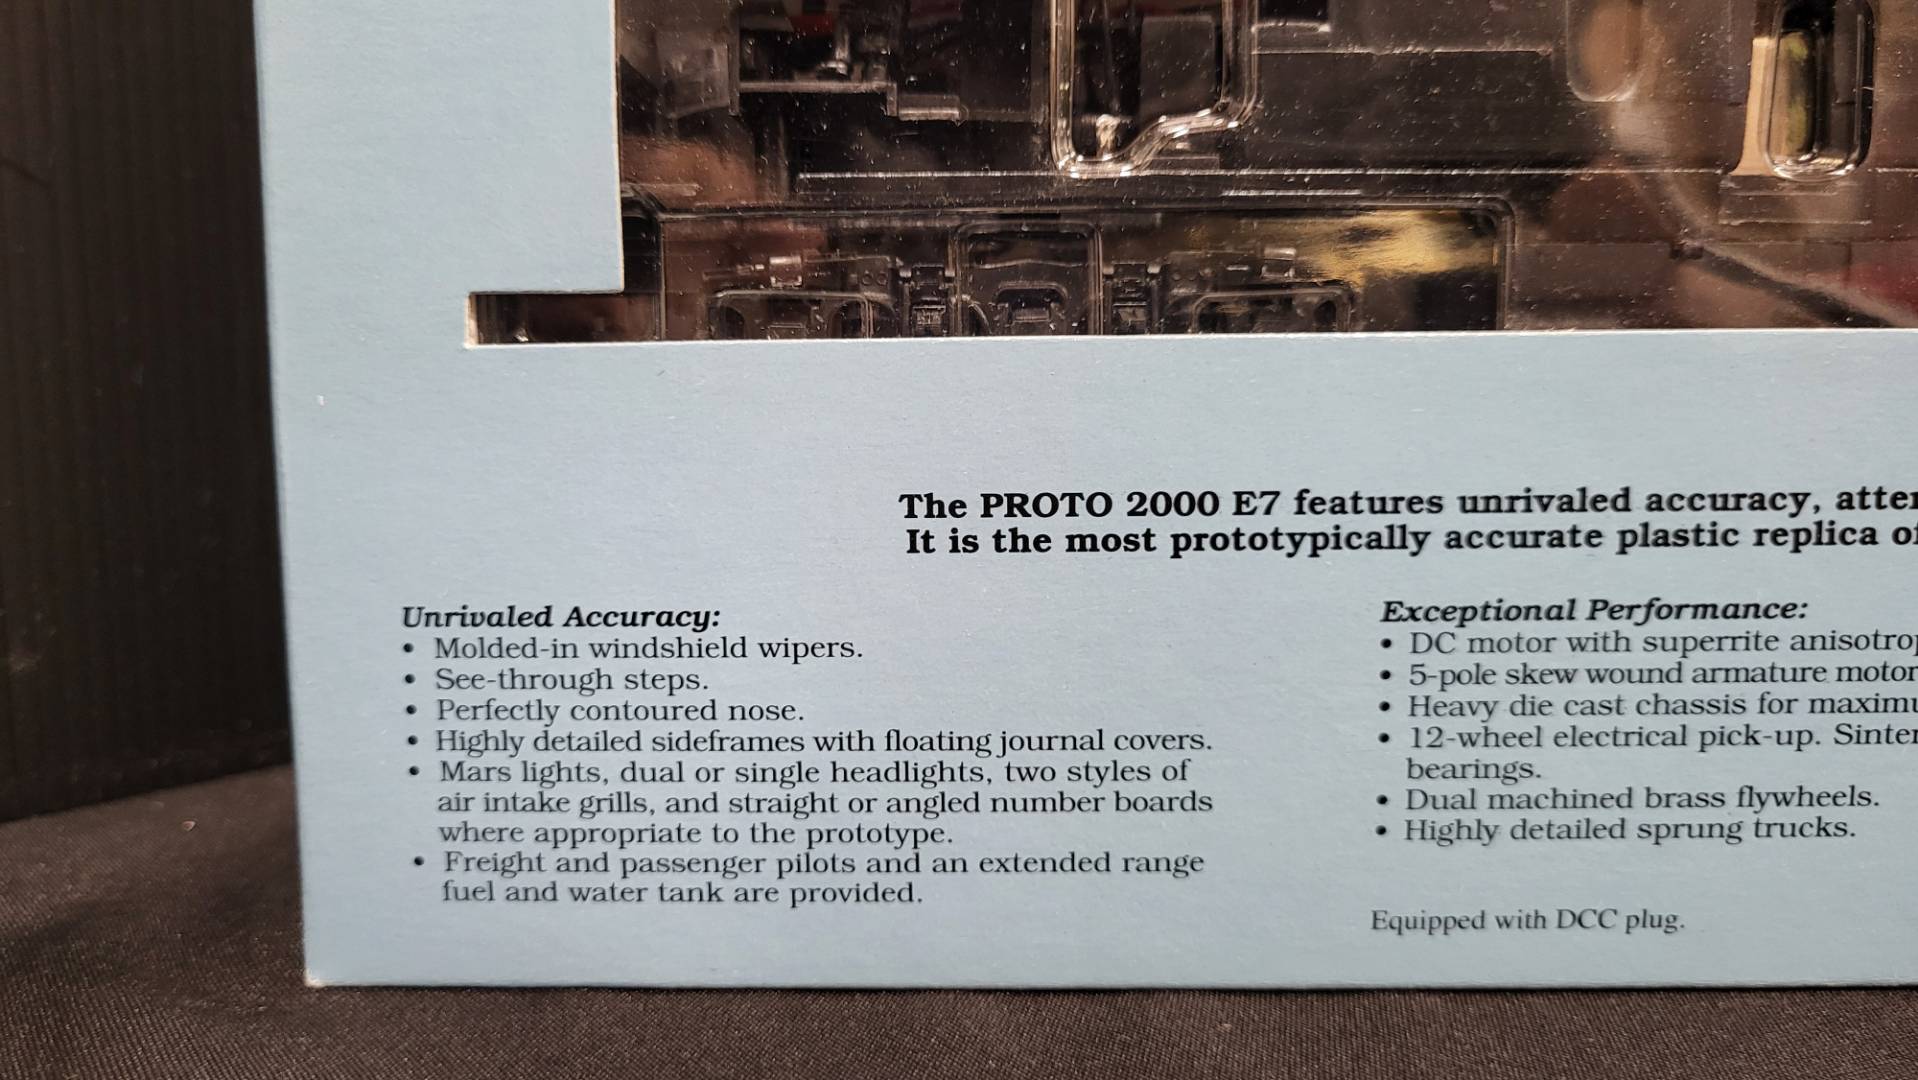 The PROTO 2000 E7 features unrivaled accuracy,
It is the most prototypically accurate plastic replica
Unrivaled Accuracy:
• Molded-in windshield wipers.
• See-through steps.
• Perfectly contoured nose.
• Highly detailed sideframes with floating journal covers.
• Mars lights, dual or single headlights, two styles of
air intake grills, and straight or angled number boards
where appropriate to the prototype.
• Freight and passenger pilots and an extended range
fuel and water tank are provided.
Exceptional Performance:
• DC motor with superrite
• 5-pole skew wound armature motor
• Heavy die cast chassis for
• 12-wheel electrical pick-up.
bearings.
• Dual machined brass flywheels.
• Highly detailed sprung trucks.
Equipped with DCC plug.